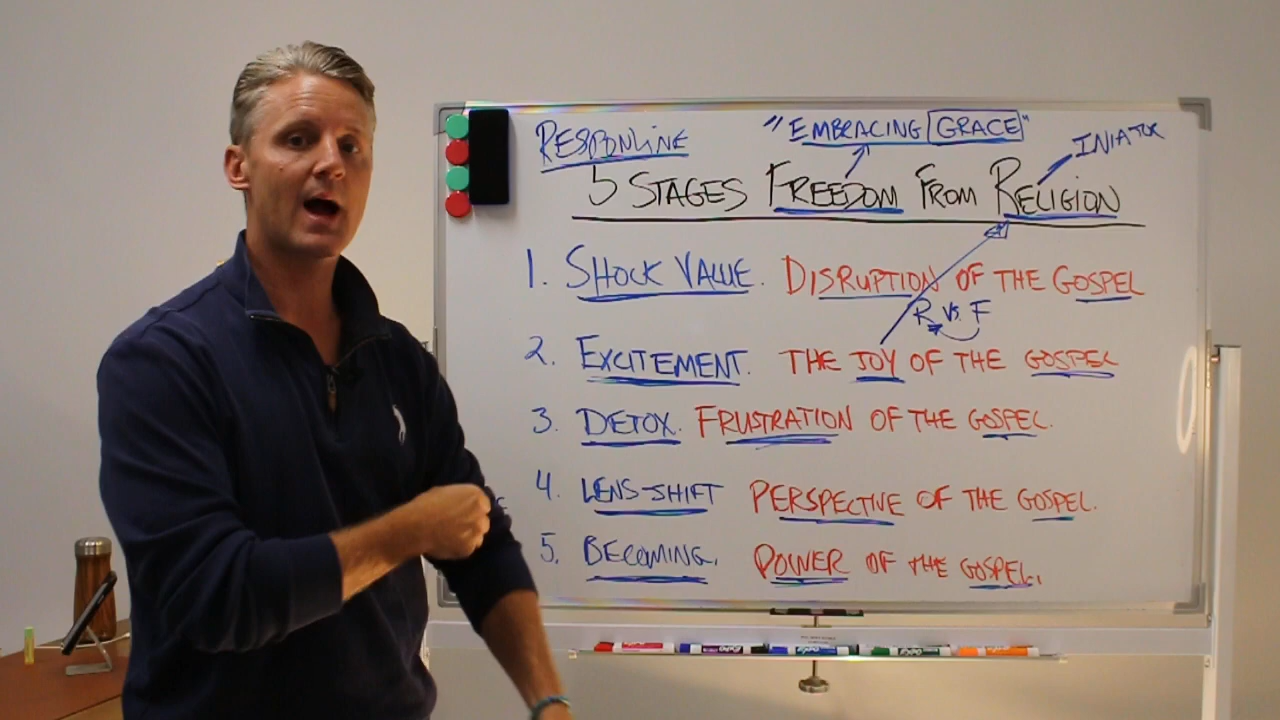 RESPONLINE
"EMBRACING GRACE"
INIATOR
5 STAGES FREEDOM FROM RELIGION
1. SHOCK VALUE. DISRUPTION OF THE GOSPEL
R VS. F
2. EXCITEMENT. THE JOY OF THE GOSPEL
3. DETOX. FRUSTRATION OF THE GOSPEL.
4. LENS-SHIFT PERSPECTIVE OF THE GOSPEL.
5. BECOMING. POWER OF THE GOSPEL.